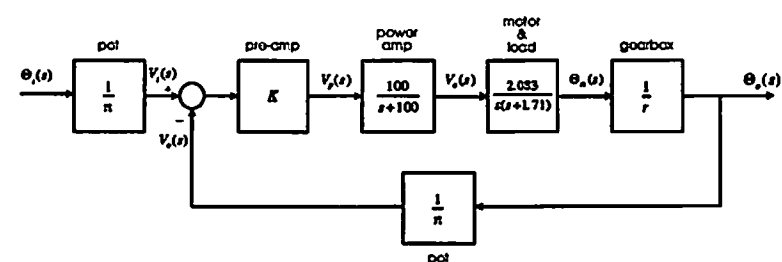 pot
pre-amp
power
amp
motor
&
load
gearbox
Θᵢ(s)
1
π
Vᵢ(s)
+
−
Vₒ(s)
K
Vₚ(s)
100
s+100
Vₐ(s)
2.083
s(s+1.71)
Θₘ(s)
1
r
Θₒ(s)
1
π
pot